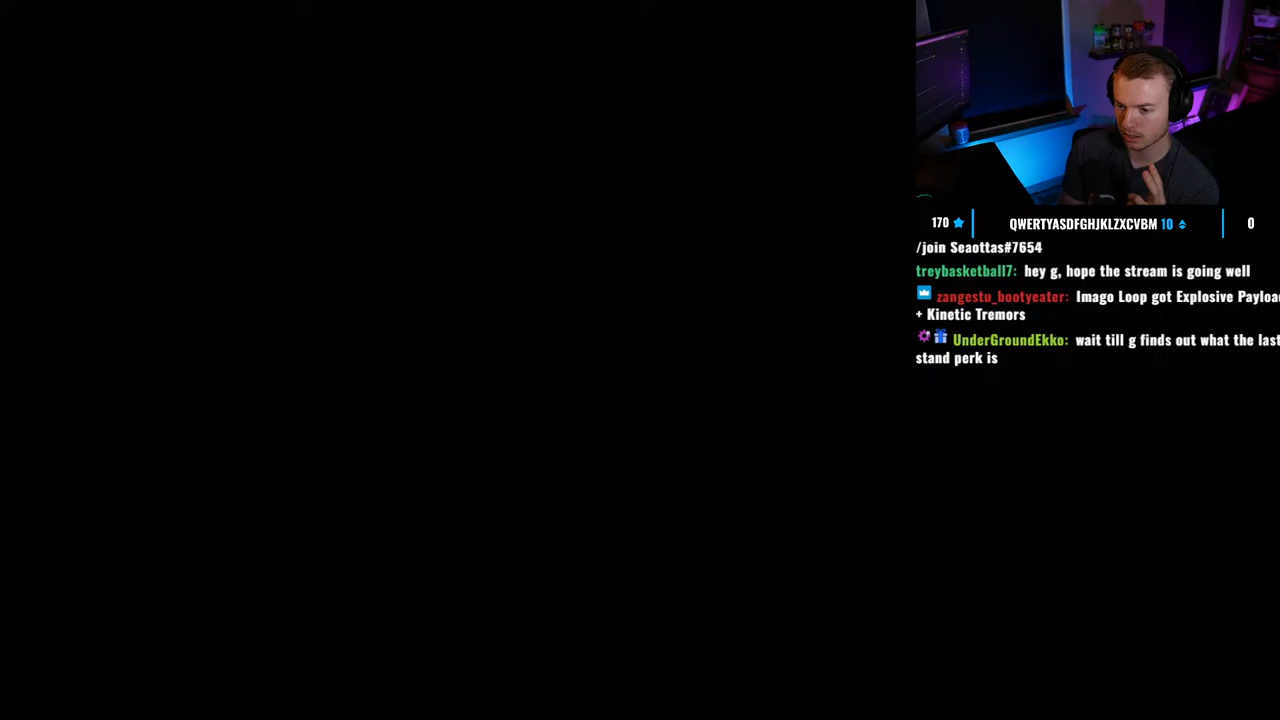 170
QWERTYASDFGHJKLZXCVBM 10
0
/join Seaottas#7654
treybasketball7: hey g, hope the stream is going well
zangestu_bootyeater: Imago Loop got Explosive Payloa
+ Kinetic Tremors
UnderGroundEkko: wait till g finds out what the last
stand perk is